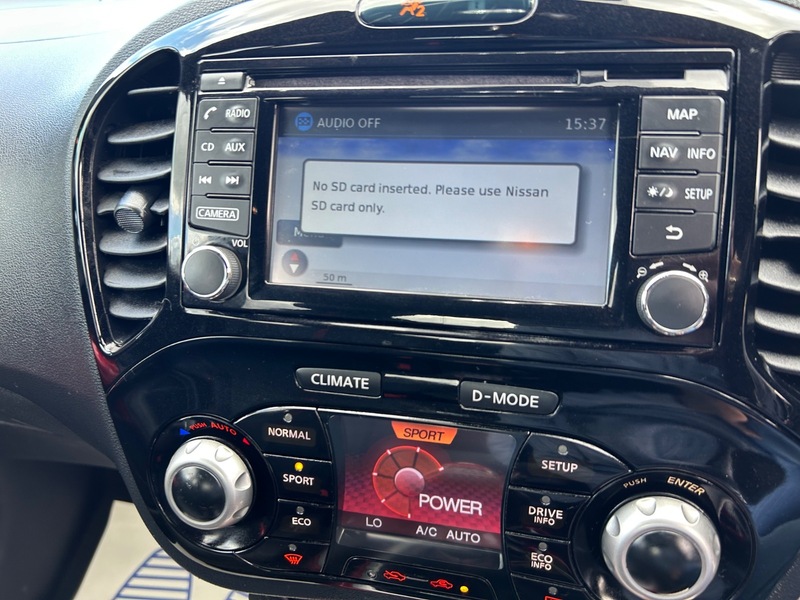 RADIO
CD AUX
CAMERA
VOL
AUDIO OFF 15:37
No SD card inserted. Please use Nissan
SD card only.
50 m
MAP
NAV INFO
SETUP
CLIMATE
D-MODE
PUSH AUTO
NORMAL
SPORT
ECO
SPORT
POWER
LO A/C AUTO
SETUP
DRIVE
INFO
ECO
INFO
PUSH ENTER